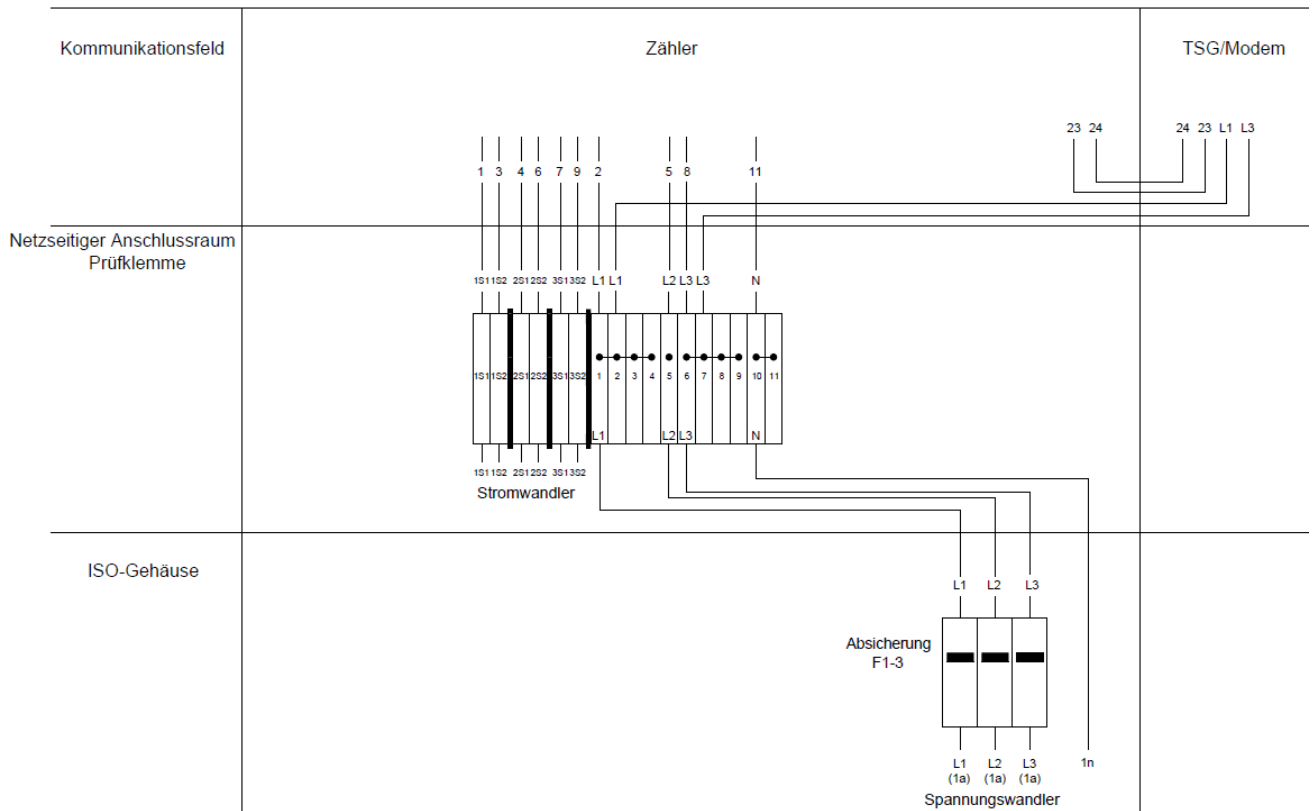 Kommunikationsfeld
Zähler
TSG/Modem
23 24
24 23 L1 L3
1 3 4 6 7 9 2 5 8 11
Netzseitiger Anschlussraum
Prüfklemme
1S1 1S2 2S1 2S2 3S1 3S2 L1 L1 L2 L3 L3 N
1S1 1S2 2S1 2S2 3S1 3S2 1 2 3 4 5 6 7 8 9 10 11
L1 L2 L3 N
1S1 1S2 2S1 2S2 3S1 3S2
Stromwandler
ISO-Gehäuse
L1 L2 L3
Absicherung
F1-3
L1 L2 L3 1n
(1a) (1a) (1a)
Spannungswandler